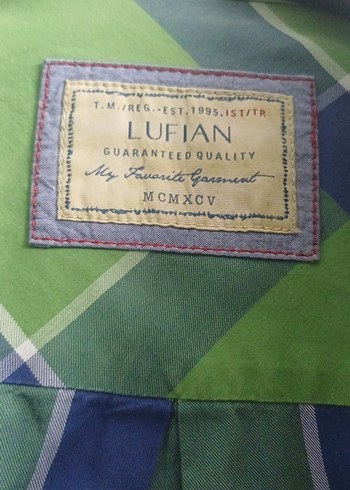 T.M./REG.-EST.1995, IST/TR
LUFIAN
GUARANTEED QUALITY
My Favorite Garment
MCMXCV